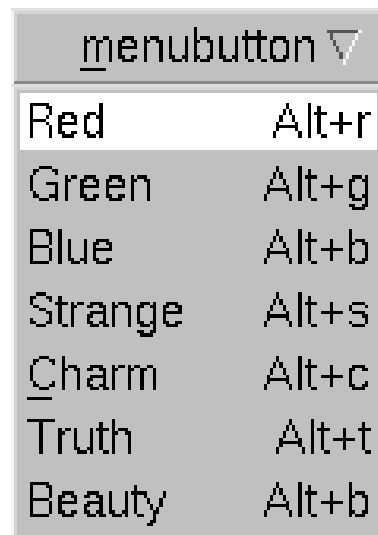 menubutton
Red Alt+r
Green Alt+g
Blue Alt+b
Strange Alt+s
Charm Alt+c
Truth Alt+t
Beauty Alt+b